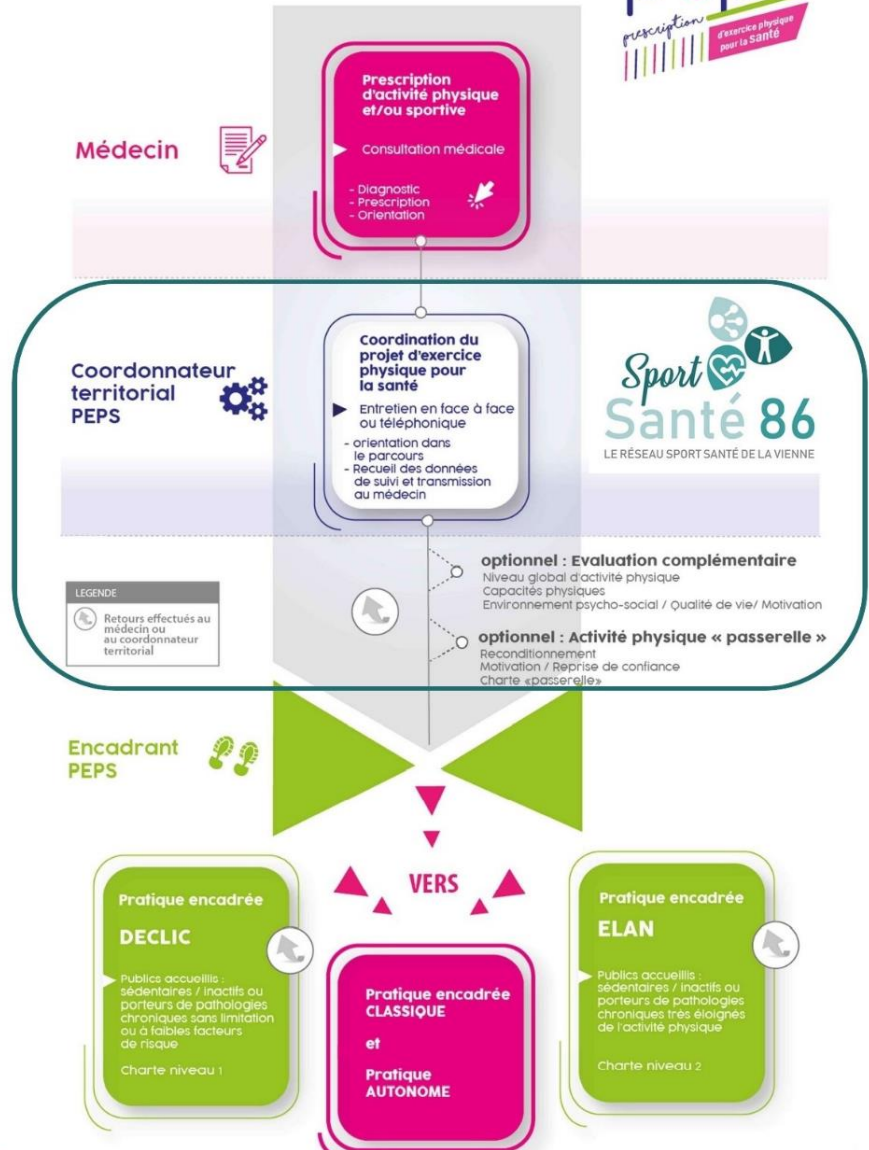 prescription
d'exercice physique
pour la Santé
Prescription
d'activité physique
et/ou sportive
Médecin
Consultation médicale
- Diagnostic
- Prescription
- Orientation
Coordonnateur
territorial
PEPS
Coordination du
projet d'exercice
physique pour
la santé
Entretien en face à face
ou téléphonique
- orientation dans
le parcours
- Recueil des données
de suivi et transmission
au médecin
Sport
Santé 86
LE RÉSEAU SPORT SANTÉ DE LA VIENNE
optionnel : Evaluation complémentaire
Niveau global d'activité physique
Capacités physiques
Environnement psycho-social / Qualité de vie/ Motivation
LEGENDE
Retours effectués au
médecin ou
au coordonnateur
territorial
optionnel : Activité physique « passerelle »
Reconditionnement
Motivation / Reprise de confiance
Charte «passerelle»
Encadrant
PEPS
VERS
Pratique encadrée
DECLIC
Publics accueillis :
sédentaires / inactifs ou
porteurs de pathologies
chroniques sans limitation
ou à faibles facteurs
de risque
Charte niveau 1
Pratique encadrée
CLASSIQUE
et
Pratique
AUTONOME
Pratique encadrée
ELAN
Publics accueillis :
sédentaires / inactifs ou
porteurs de pathologies
chroniques trés éloignés
de l'activité physique
Charte niveau 2